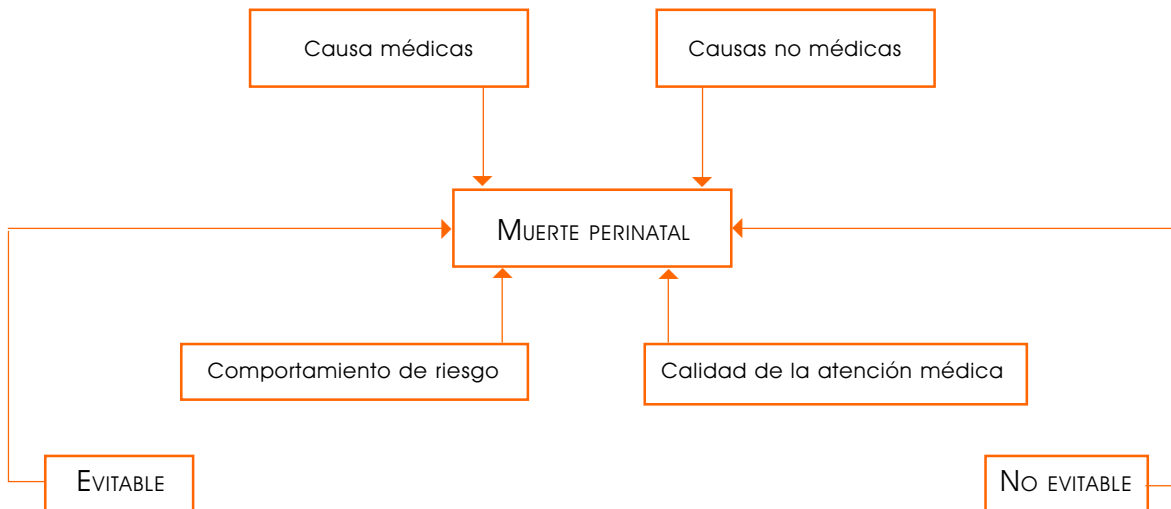 Causa médicas
Causas no médicas
MUERTE PERINATAL
Comportamiento de riesgo
Calidad de la atención médica
EVITABLE
NO EVITABLE